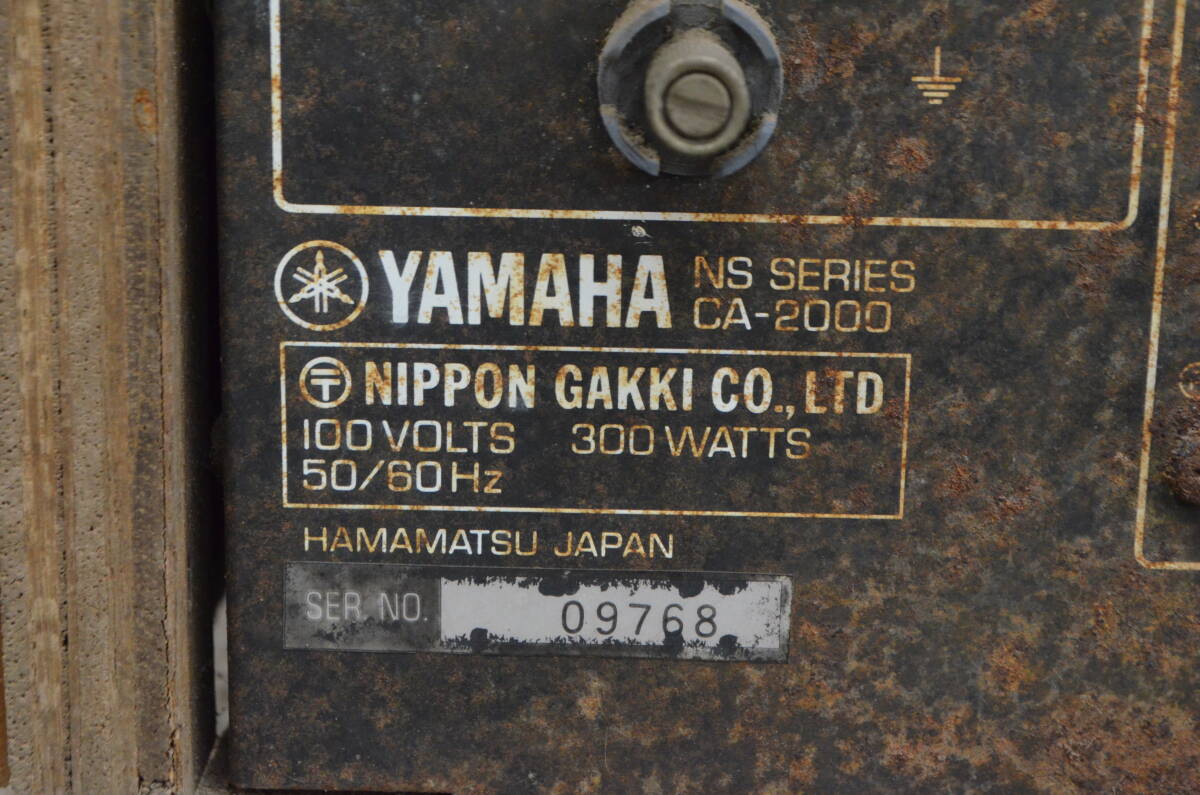 YAMAHA NS SERIES
CA-2000
〒 NIPPON GAKKI CO., LTD
100 VOLTS 300 WATTS
50/60 Hz
HAMAMATSU JAPAN
SER. NO. 09768